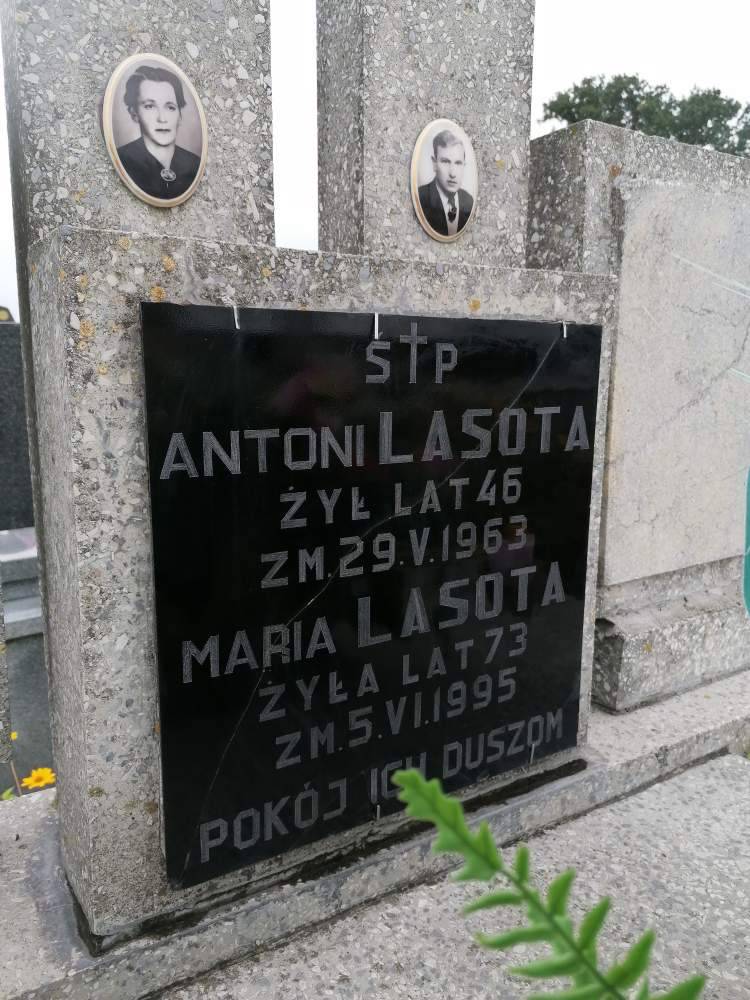 Ś†P
ANTONI LASOTA
ŻYŁ LAT 46
ZM. 29.V.1963
MARIA LASOTA
ŻYŁA LAT 73
ZM. 5.VI.1995
POKÓJ ICH DUSZOM